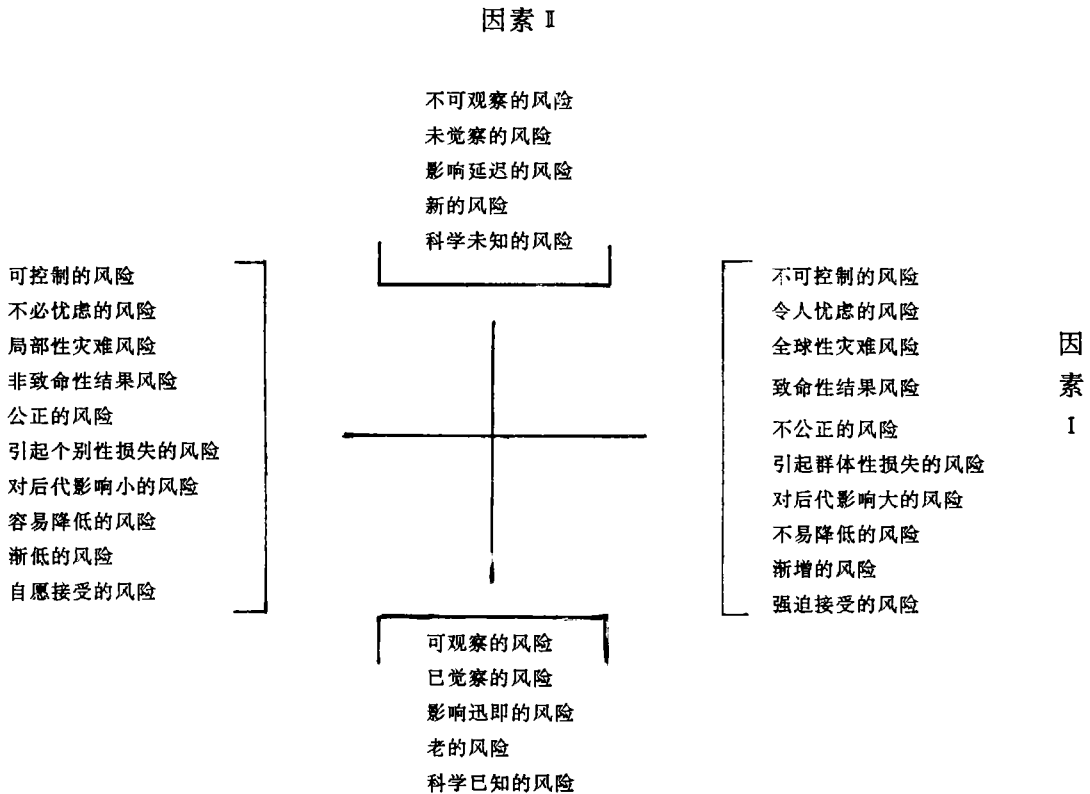 因素 Ⅱ
不可观察的风险
未觉察的风险
影响延迟的风险
新的风险
科学未知的风险
可控制的风险
不必忧虑的风险
局部性灾难风险
非致命性结果风险
公正的风险
引起个别性损失的风险
对后代影响小的风险
容易降低的风险
渐低的风险
自愿接受的风险
不可控制的风险
令人忧虑的风险
全球性灾难风险
致命性结果风险
不公正的风险
引起群体性损失的风险
对后代影响大的风险
不易降低的风险
渐增的风险
强迫接受的风险
因素 Ⅰ
可观察的风险
已觉察的风险
影响迅即的风险
老的风险
科学已知的风险